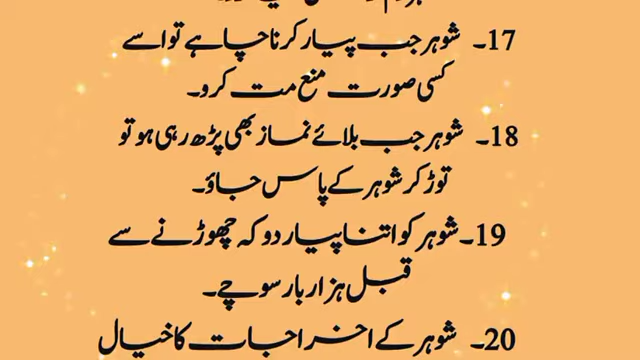 17۔ شوہر جب پیار کرنا چاہے تو اسے
کسی صورت منع مت کرو۔
18۔ شوہر جب بلائے نماز بھی پڑھ رہی ہو تو
توڑ کر شوہر کے پاس جاؤ۔
19۔ شوہر کو اتنا پیار دو کہ چھوڑنے سے
قبل ہزار بار سوچے۔
20۔ شوہر کے اخراجات کا خیال